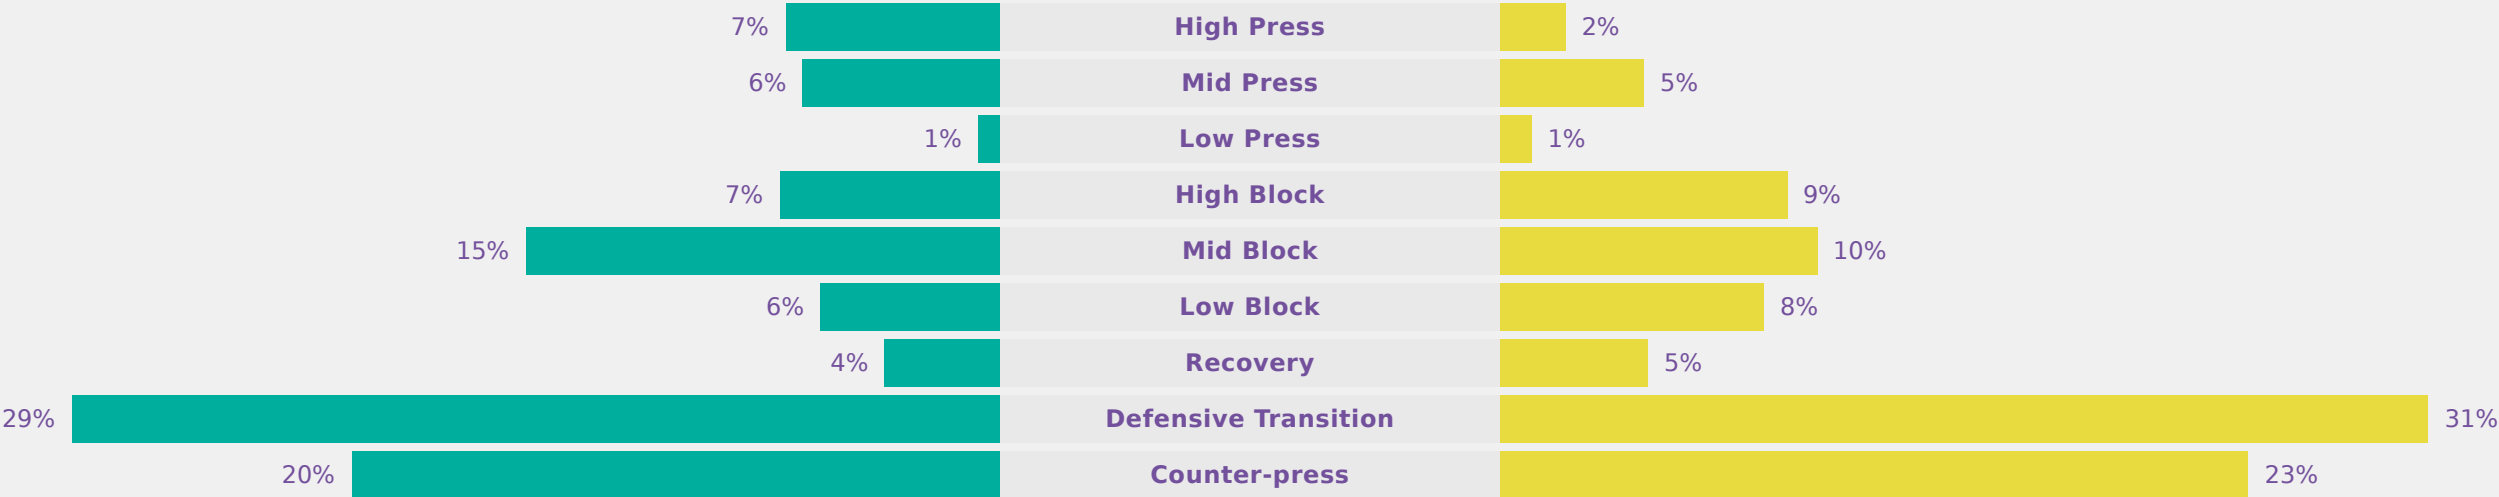 7% High Press 2%
6% Mid Press 5%
1% Low Press 1%
7% High Block 9%
15% Mid Block 10%
6% Low Block 8%
4% Recovery 5%
29% Defensive Transition 31%
20% Counter-press 23%